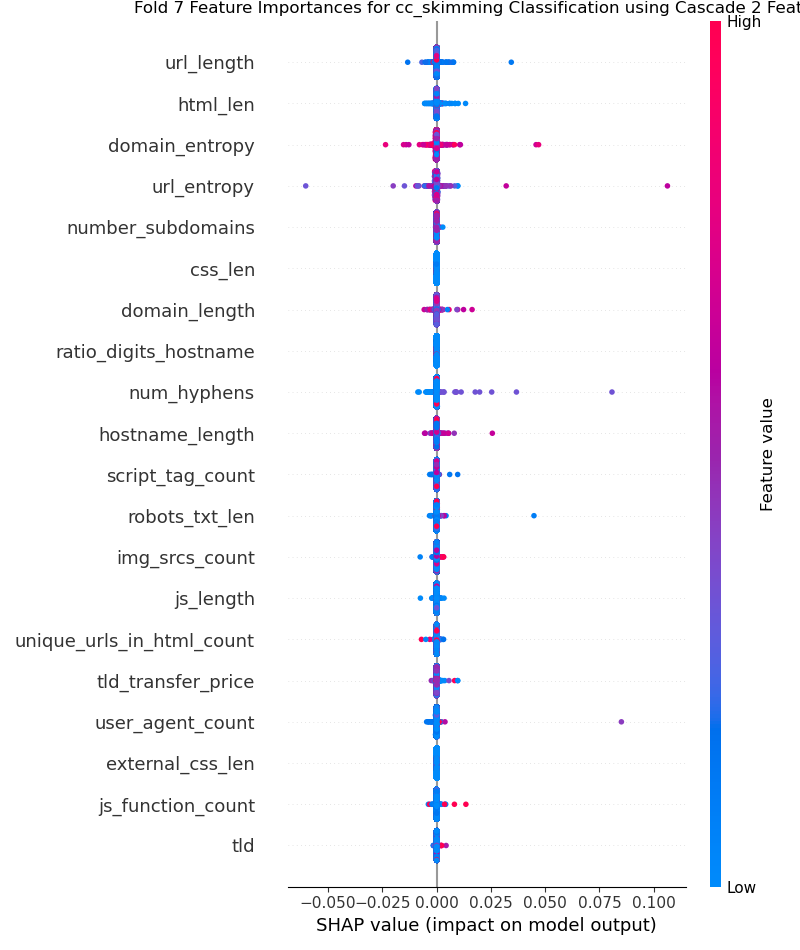 Fold 7 Feature Importances for cc_skimming Classification using Cascade 2 Feat
High
url_length
html_len
domain_entropy
url_entropy
number_subdomains
css_len
domain_length
ratio_digits_hostname
num_hyphens
hostname_length
script_tag_count
robots_txt_len
img_srcs_count
js_length
unique_urls_in_html_count
tld_transfer_price
user_agent_count
external_css_len
js_function_count
tld
Feature value
Low
−0.050 −0.025 0.000 0.025 0.050 0.075 0.100
SHAP value (impact on model output)